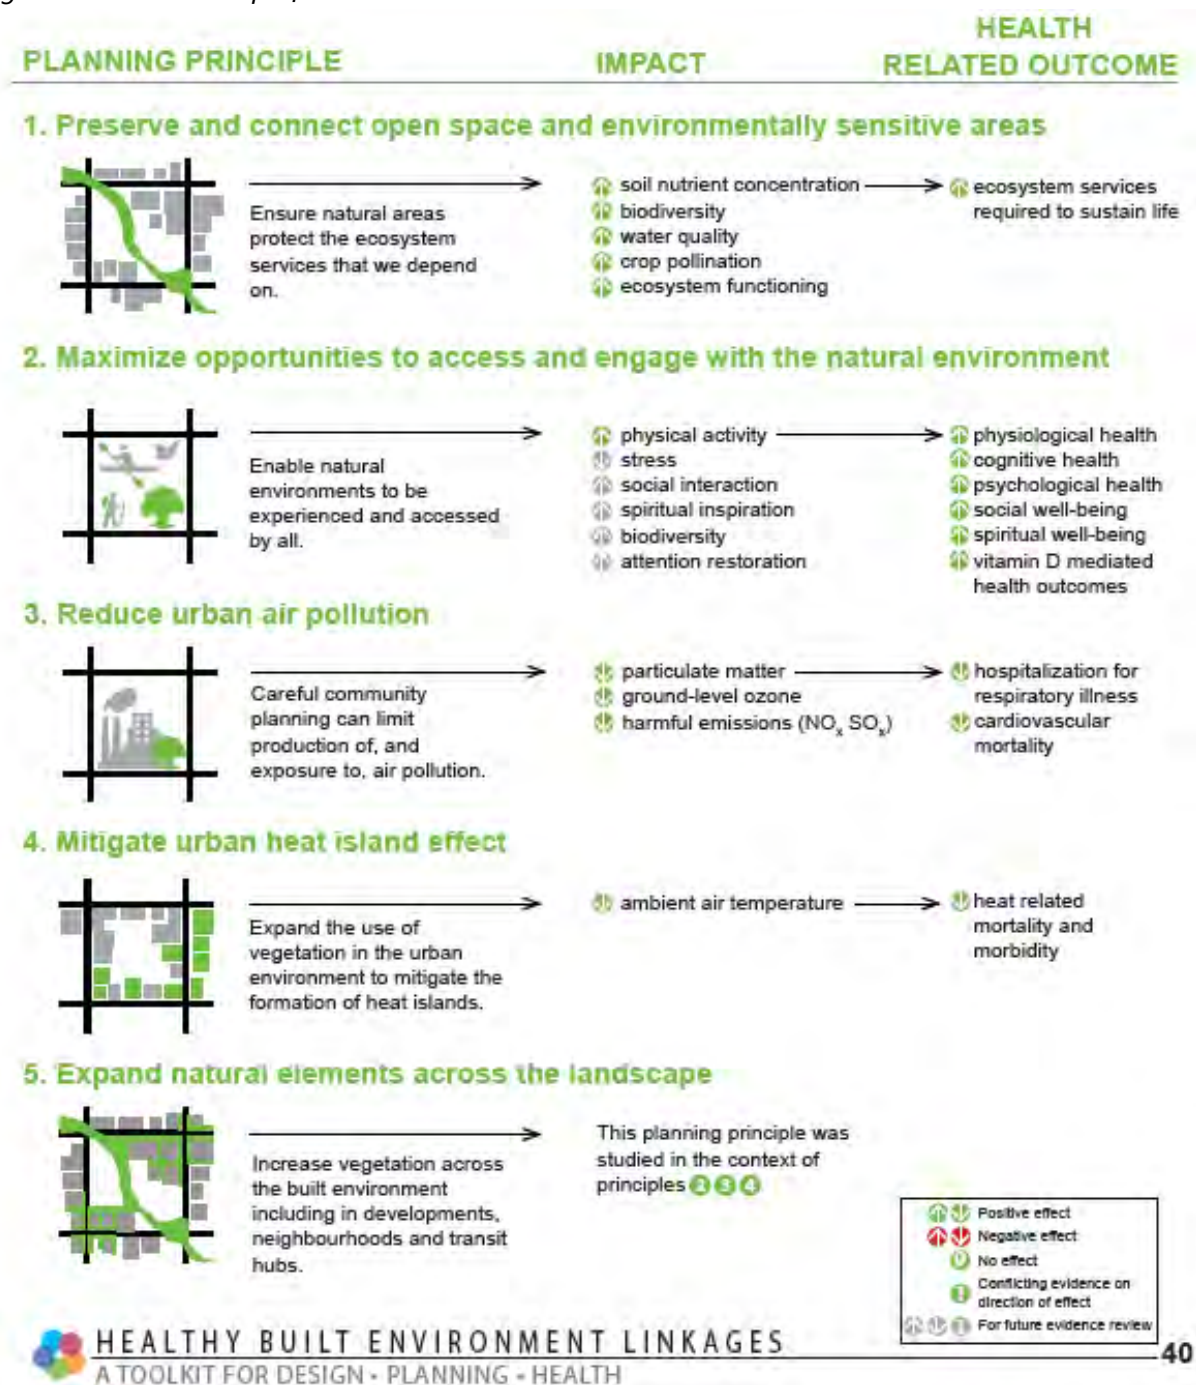 HEALTH
PLANNING PRINCIPLE IMPACT RELATED OUTCOME
1. Preserve and connect open space and environmentally sensitive areas
Ensure natural areas
protect the ecosystem
services that we depend
on.
soil nutrient concentration
biodiversity
water quality
crop pollination
ecosystem functioning
ecosystem services
required to sustain life
2. Maximize opportunities to access and engage with the natural environment
Enable natural
environments to be
experienced and accessed
by all.
physical activity
stress
social interaction
spiritual inspiration
biodiversity
attention restoration
physiological health
cognitive health
psychological health
social well-being
spiritual well-being
vitamin D mediated
health outcomes
3. Reduce urban air pollution
Careful community
planning can limit
production of, and
exposure to, air pollution.
particulate matter
ground-level ozone
harmful emissions (NOx SOx)
hospitalization for
respiratory illness
cardiovascular
mortality
4. Mitigate urban heat island effect
Expand the use of
vegetation in the urban
environment to mitigate the
formation of heat islands.
ambient air temperature
heat related
mortality and
morbidity
5. Expand natural elements across the landscape
Increase vegetation across
the built environment
including in developments,
neighbourhoods and transit
hubs.
This planning principle was
studied in the context of
principles 2 3 4
Positive effect
Negative effect
No effect
Conflicting evidence on
direction of effect
For future evidence review
HEALTHY BUILT ENVIRONMENT LINKAGES
40
A TOOLKIT FOR DESIGN • PLANNING • HEALTH